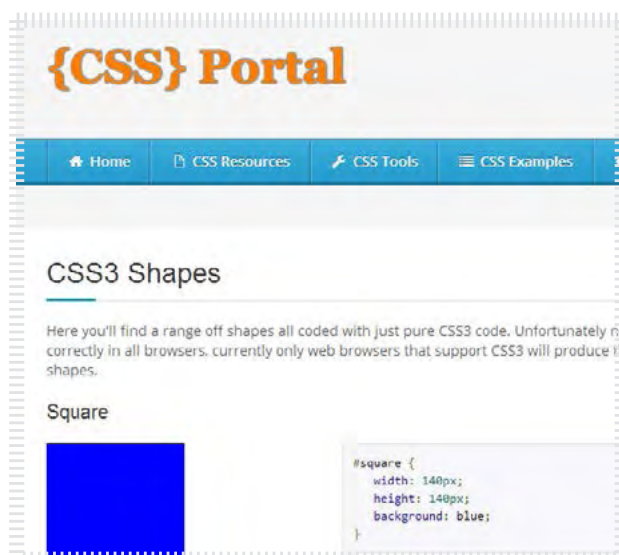 {CSS} Portal
Home CSS Resources CSS Tools CSS Examples
CSS3 Shapes
Here you'll find a range off shapes all coded with just pure CSS3 code. Unfortunately
correctly in all browsers, currently only web browsers that support CSS3 will produce
shapes.
Square
#square {
width: 140px;
height: 140px;
background: blue;
}